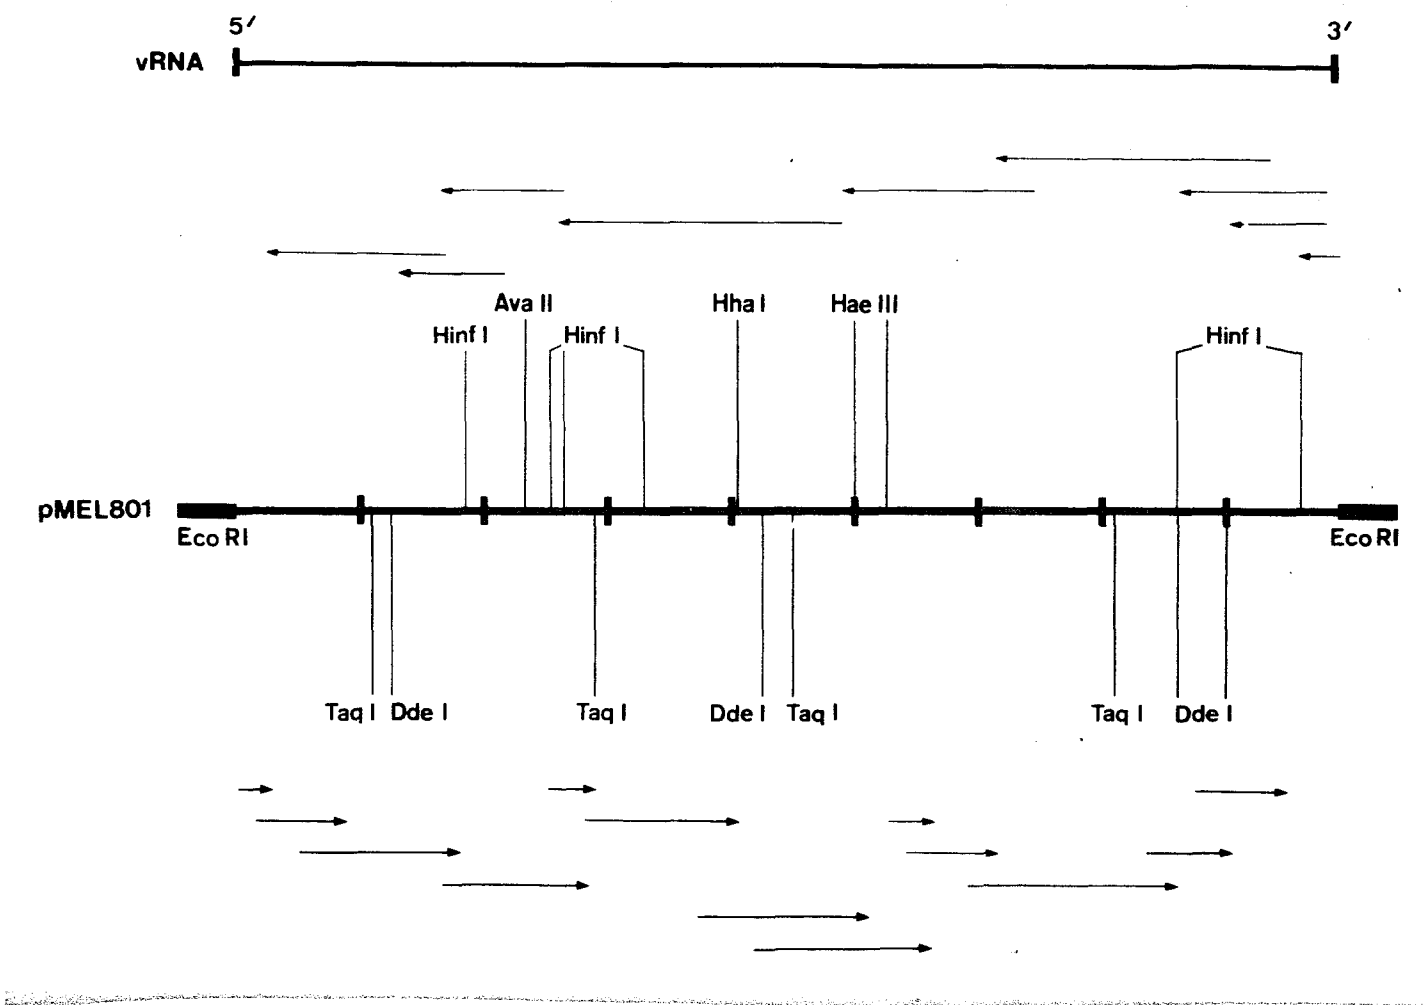 5′ 3′
vRNA
Ava II Hha I Hae III
Hinf I Hinf I Hinf I
pMEL801
Eco RI Eco RI
Taq I Dde I Taq I Dde I Taq I Taq I Dde I